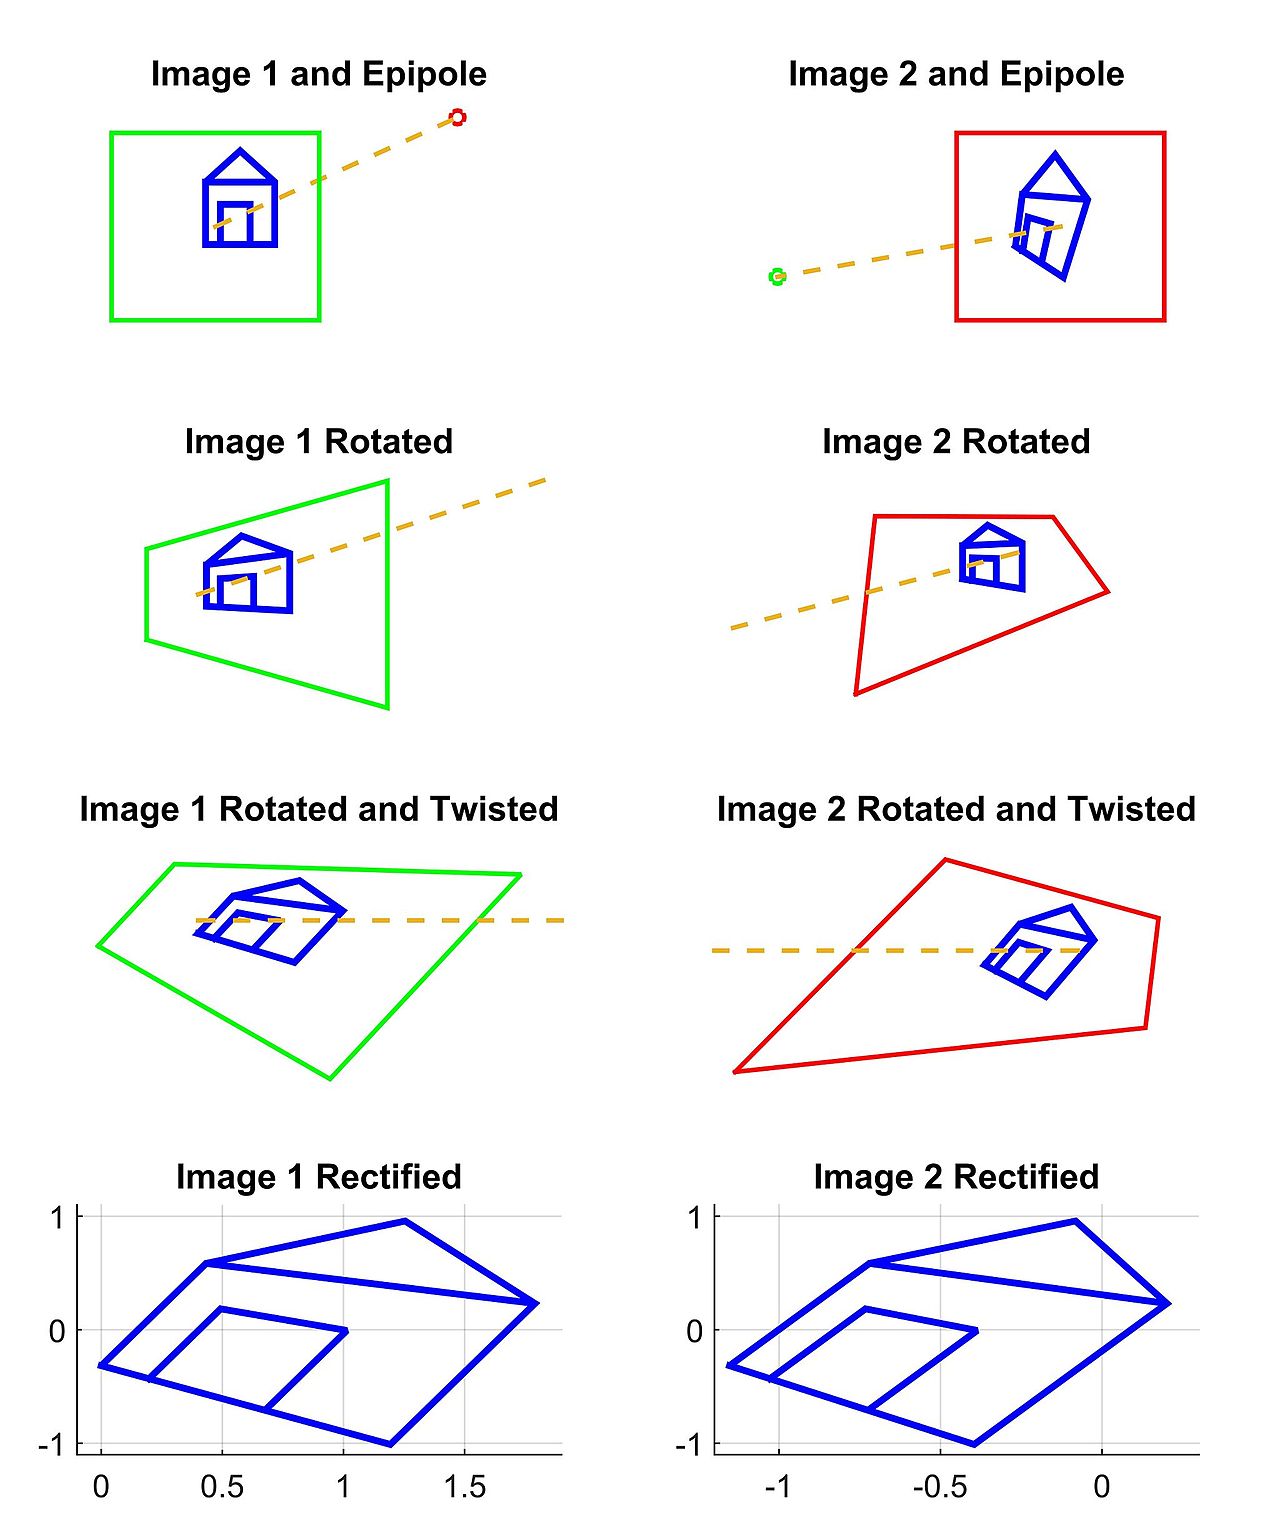 Image 1 and Epipole
Image 2 and Epipole
Image 1 Rotated
Image 2 Rotated
Image 1 Rotated and Twisted
Image 2 Rotated and Twisted
Image 1 Rectified
Image 2 Rectified
1
0
-1
0 0.5 1 1.5
1
0
-1
-1 -0.5 0